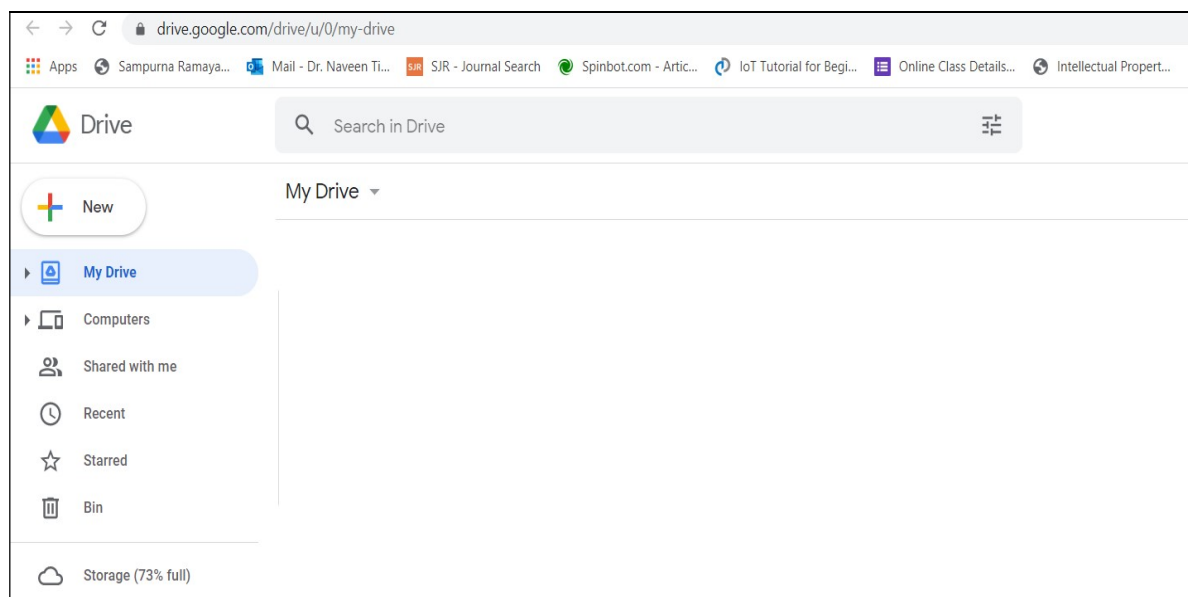 drive.google.com/drive/u/0/my-drive
Apps Sampurna Ramaya... Mail - Dr. Naveen Ti... SJR SJR - Journal Search Spinbot.com - Artic... IoT Tutorial for Begi... Online Class Details... Intellectual Propert...
Drive Search in Drive
New My Drive
My Drive
Computers
Shared with me
Recent
Starred
Bin
Storage (73% full)